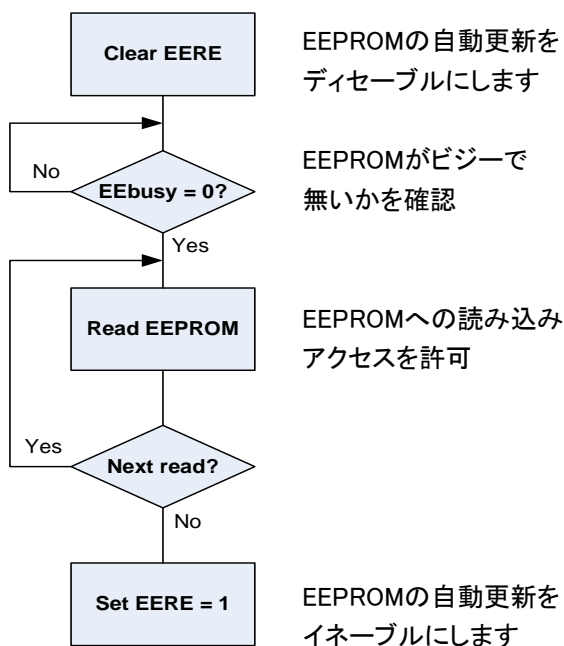 Clear EERE
EEPROMの自動更新を
ディセーブルにします
No
EEbusy = 0?
EEPROMがビジーで
無いかを確認
Yes
Read EEPROM
EEPROMへの読み込み
アクセスを許可
Yes
Next read?
No
Set EERE = 1
EEPROMの自動更新を
イネーブルにします